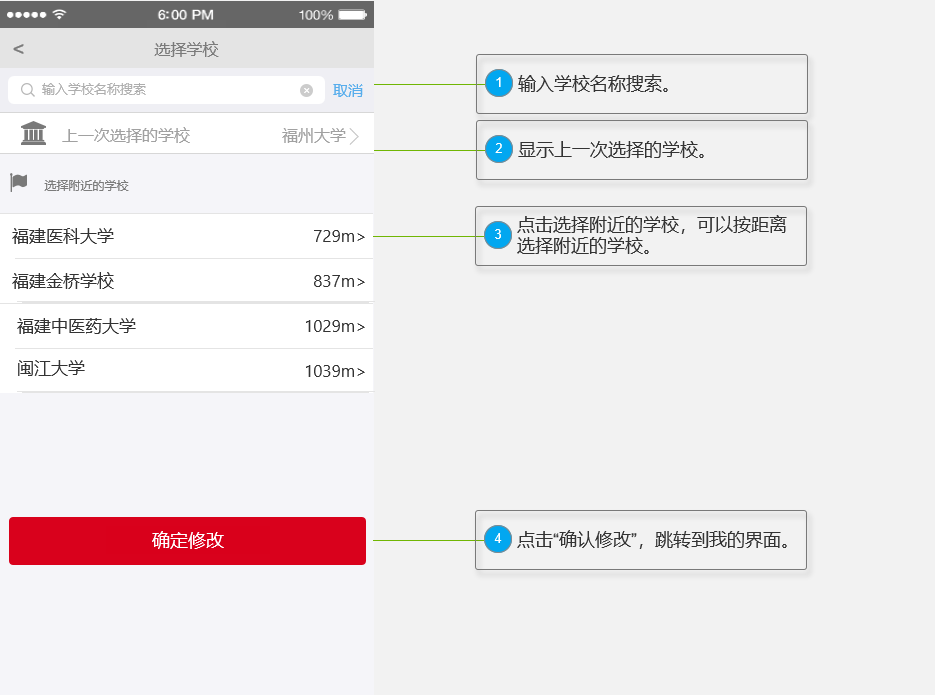 6:00 PM 100%
< 选择学校
输入学校名称搜索 取消
1 输入学校名称搜索。
上一次选择的学校 福州大学
2 显示上一次选择的学校。
选择附近的学校
福建医科大学 729m>
3 点击选择附近的学校，可以按距离
选择附近的学校。
福建金桥学校 837m>
福建中医药大学 1029m>
闽江大学 1039m>
确定修改
4 点击“确认修改”，跳转到我的界面。